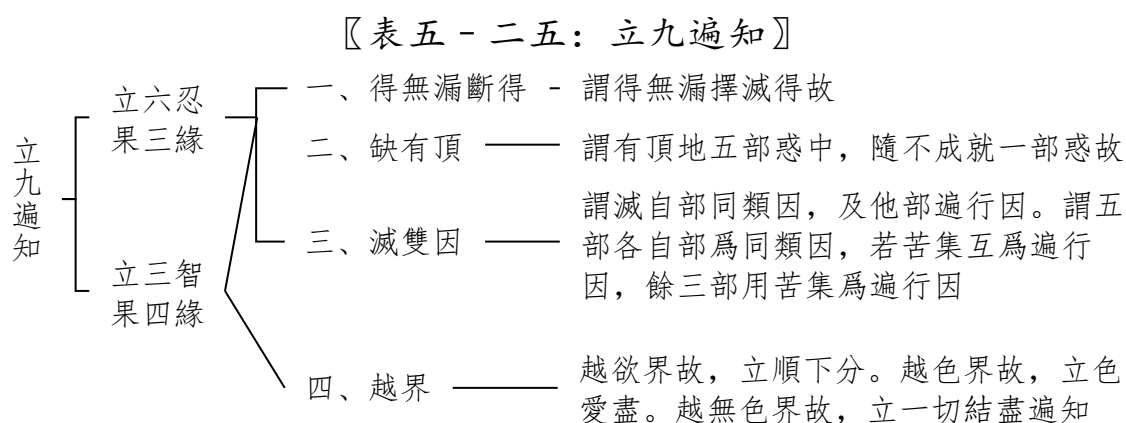 〖表五－二五：立九遍知〗
立九遍知
立六忍
果三緣
立三智
果四緣
一、得無漏斷得 － 謂得無漏擇滅得故
二、缺有頂 —— 謂有頂地五部惑中，隨不成就一部惑故
三、滅雙因 —— 謂滅自部同類因，及他部遍行因。謂五
部各自部爲同類因，若苦集互爲遍行
因，餘三部用苦集爲遍行因
四、越界 —— 越欲界故，立順下分。越色界故，立色
愛盡。越無色界故，立一切結盡遍知